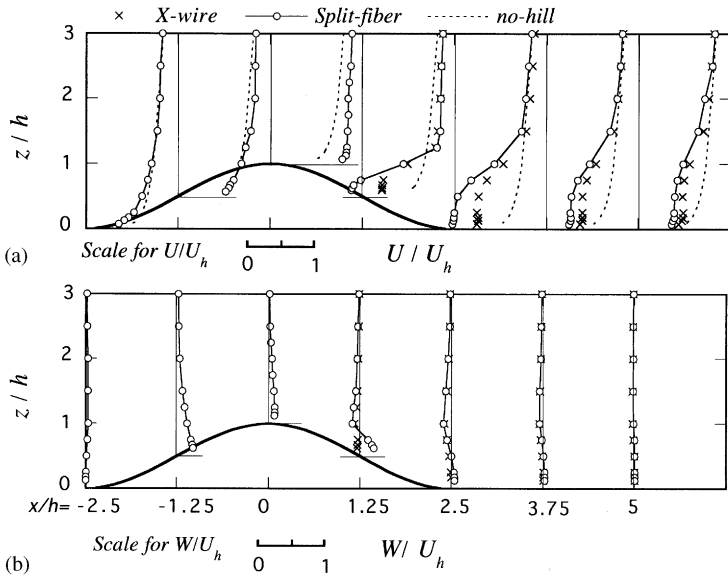 X-wire Split-fiber no-hill
3
2
z / h
1
0
(a)
Scale for U/U_h 0 1 U / U_h
3
2
z / h
1
0
x/h= -2.5 -1.25 0 1.25 2.5 3.75 5
Scale for W/U_h 0 1 W/ U_h
(b)